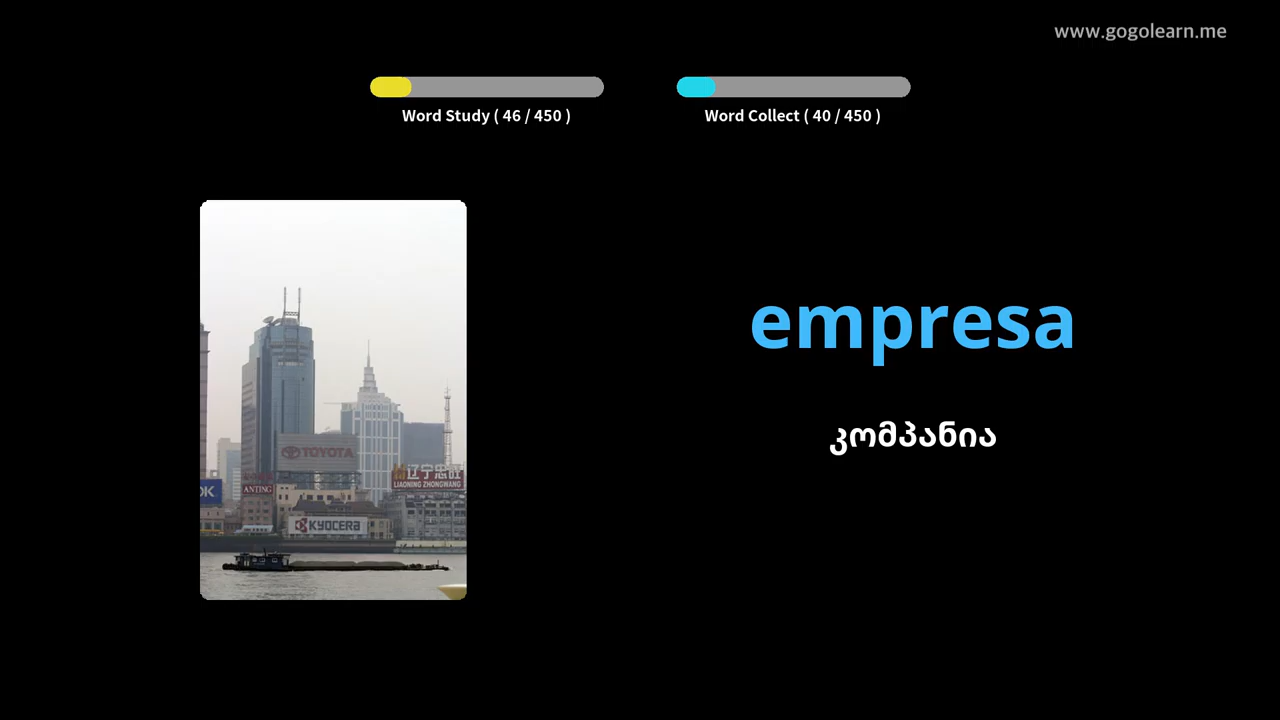 www.gogolearn.me
Word Study ( 46 / 450 )
Word Collect ( 40 / 450 )
empresa
კომპანია
TOYOTA
辽宁忠旺
LIAONING ZHONGWANG
ANTING
KYOCERA